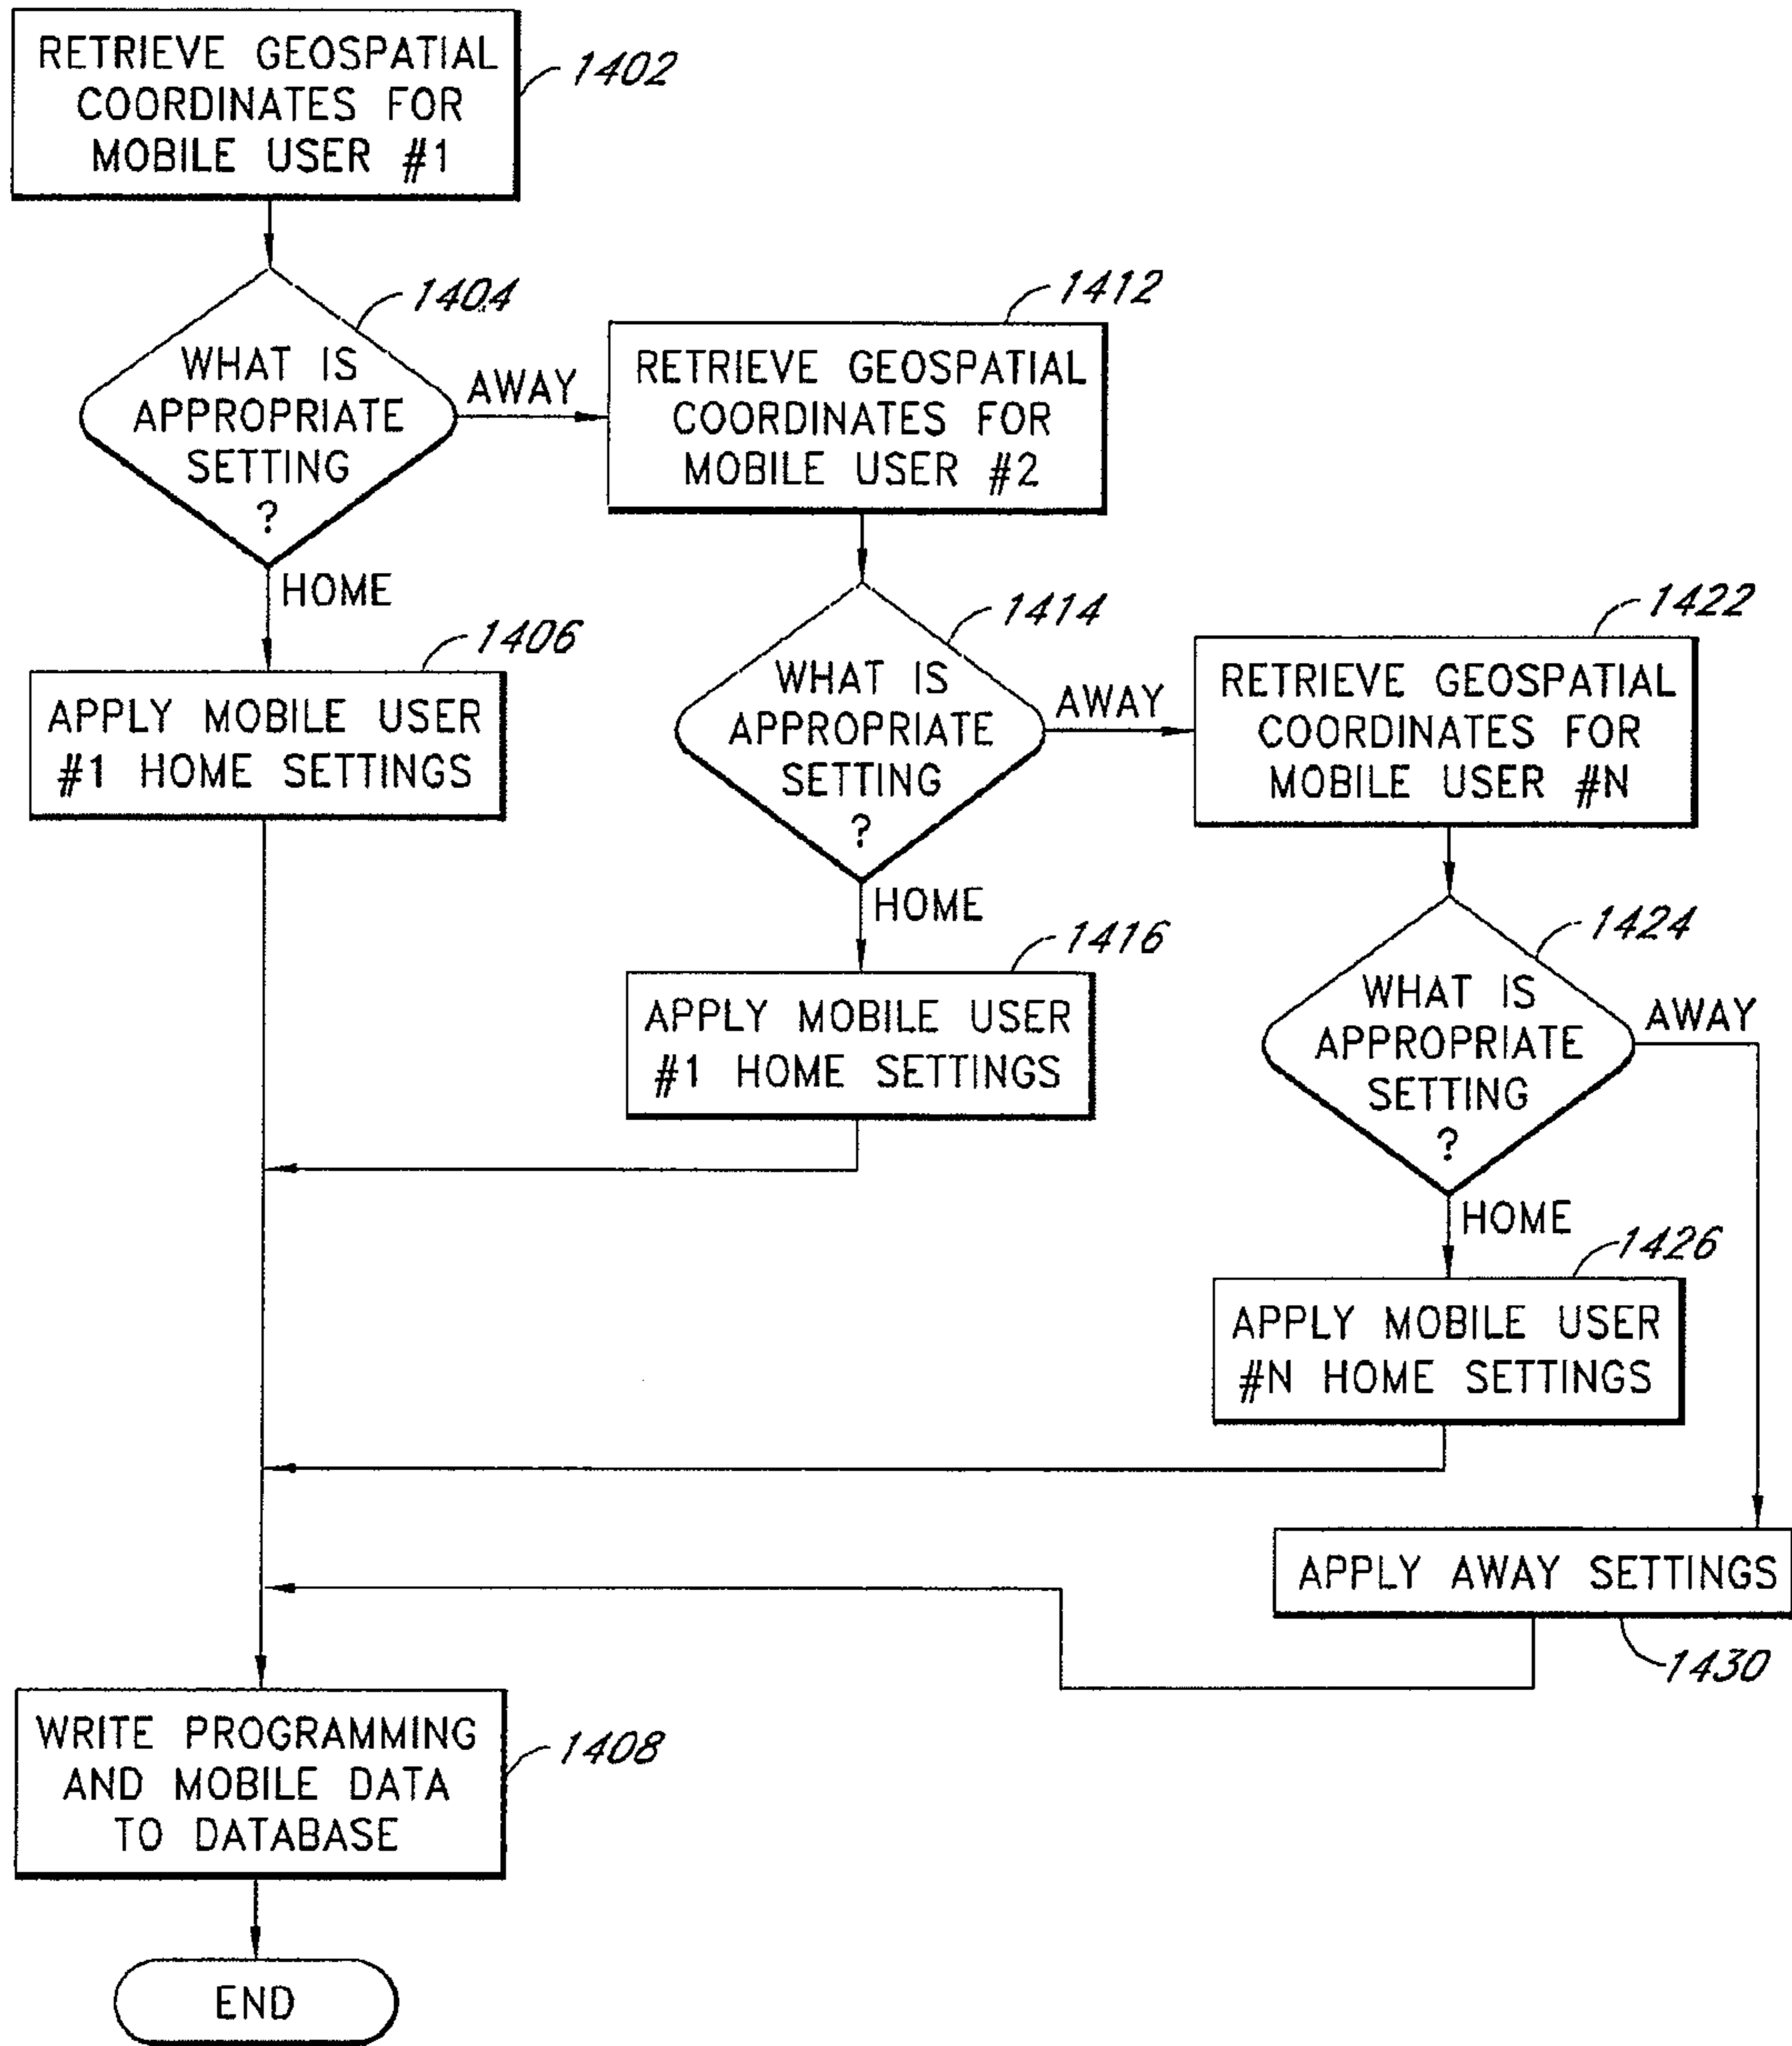 RETRIEVE GEOSPATIAL
COORDINATES FOR
MOBILE USER #1
1402
WHAT IS
APPROPRIATE
SETTING
?
1404
AWAY
HOME
RETRIEVE GEOSPATIAL
COORDINATES FOR
MOBILE USER #2
1412
APPLY MOBILE USER
#1 HOME SETTINGS
1406
WHAT IS
APPROPRIATE
SETTING
?
1414
AWAY
HOME
RETRIEVE GEOSPATIAL
COORDINATES FOR
MOBILE USER #N
1422
APPLY MOBILE USER
#1 HOME SETTINGS
1416
WHAT IS
APPROPRIATE
SETTING
?
1424
AWAY
HOME
APPLY MOBILE USER
#N HOME SETTINGS
1426
APPLY AWAY SETTINGS
1430
WRITE PROGRAMMING
AND MOBILE DATA
TO DATABASE
1408
END